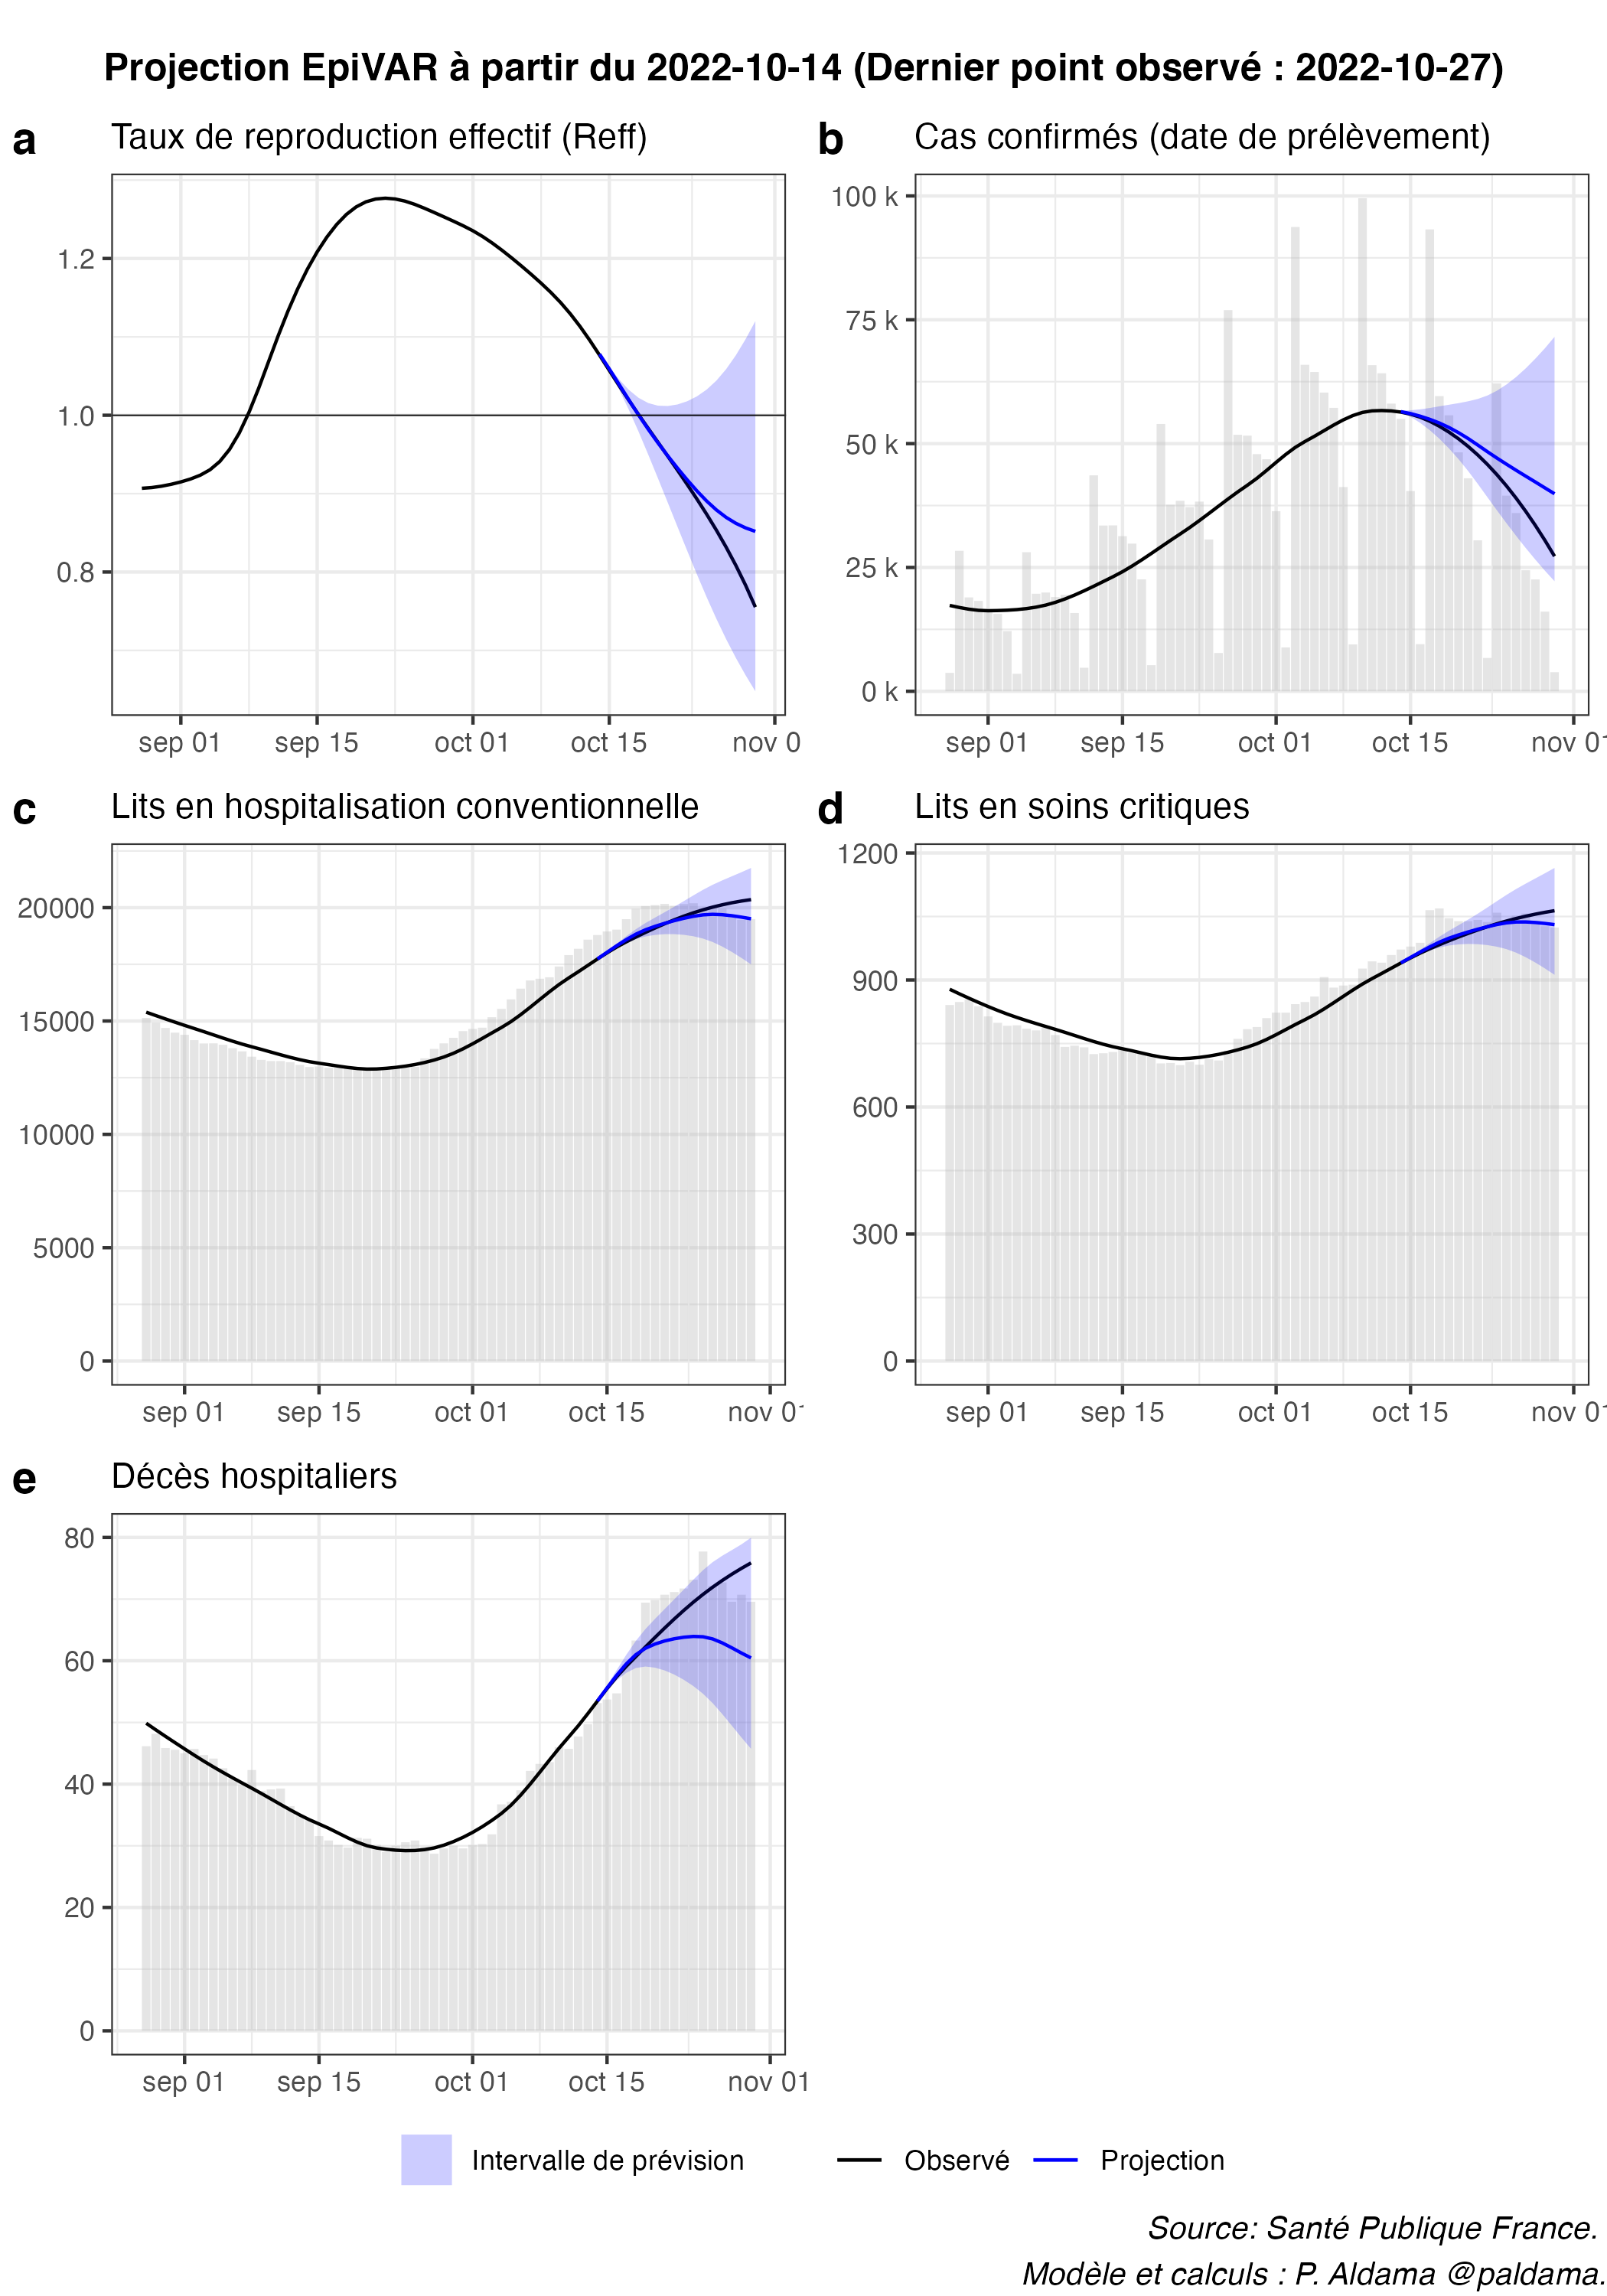 Projection EpiVAR à partir du 2022-10-14 (Dernier point observé : 2022-10-27)
a Taux de reproduction effectif (Reff)
1.2
1.0
0.8
sep 01 sep 15 oct 01 oct 15 nov 0
b Cas confirmés (date de prélèvement)
100 k
75 k
50 k
25 k
0 k
sep 01 sep 15 oct 01 oct 15 nov 01
c Lits en hospitalisation conventionnelle
20000
15000
10000
5000
0
sep 01 sep 15 oct 01 oct 15 nov 01
d Lits en soins critiques
1200
900
600
300
0
sep 01 sep 15 oct 01 oct 15 nov 01
e Décès hospitaliers
80
60
40
20
0
sep 01 sep 15 oct 01 oct 15 nov 01
Intervalle de prévision Observé Projection
Source: Santé Publique France.
Modèle et calculs : P. Aldama @paldama.